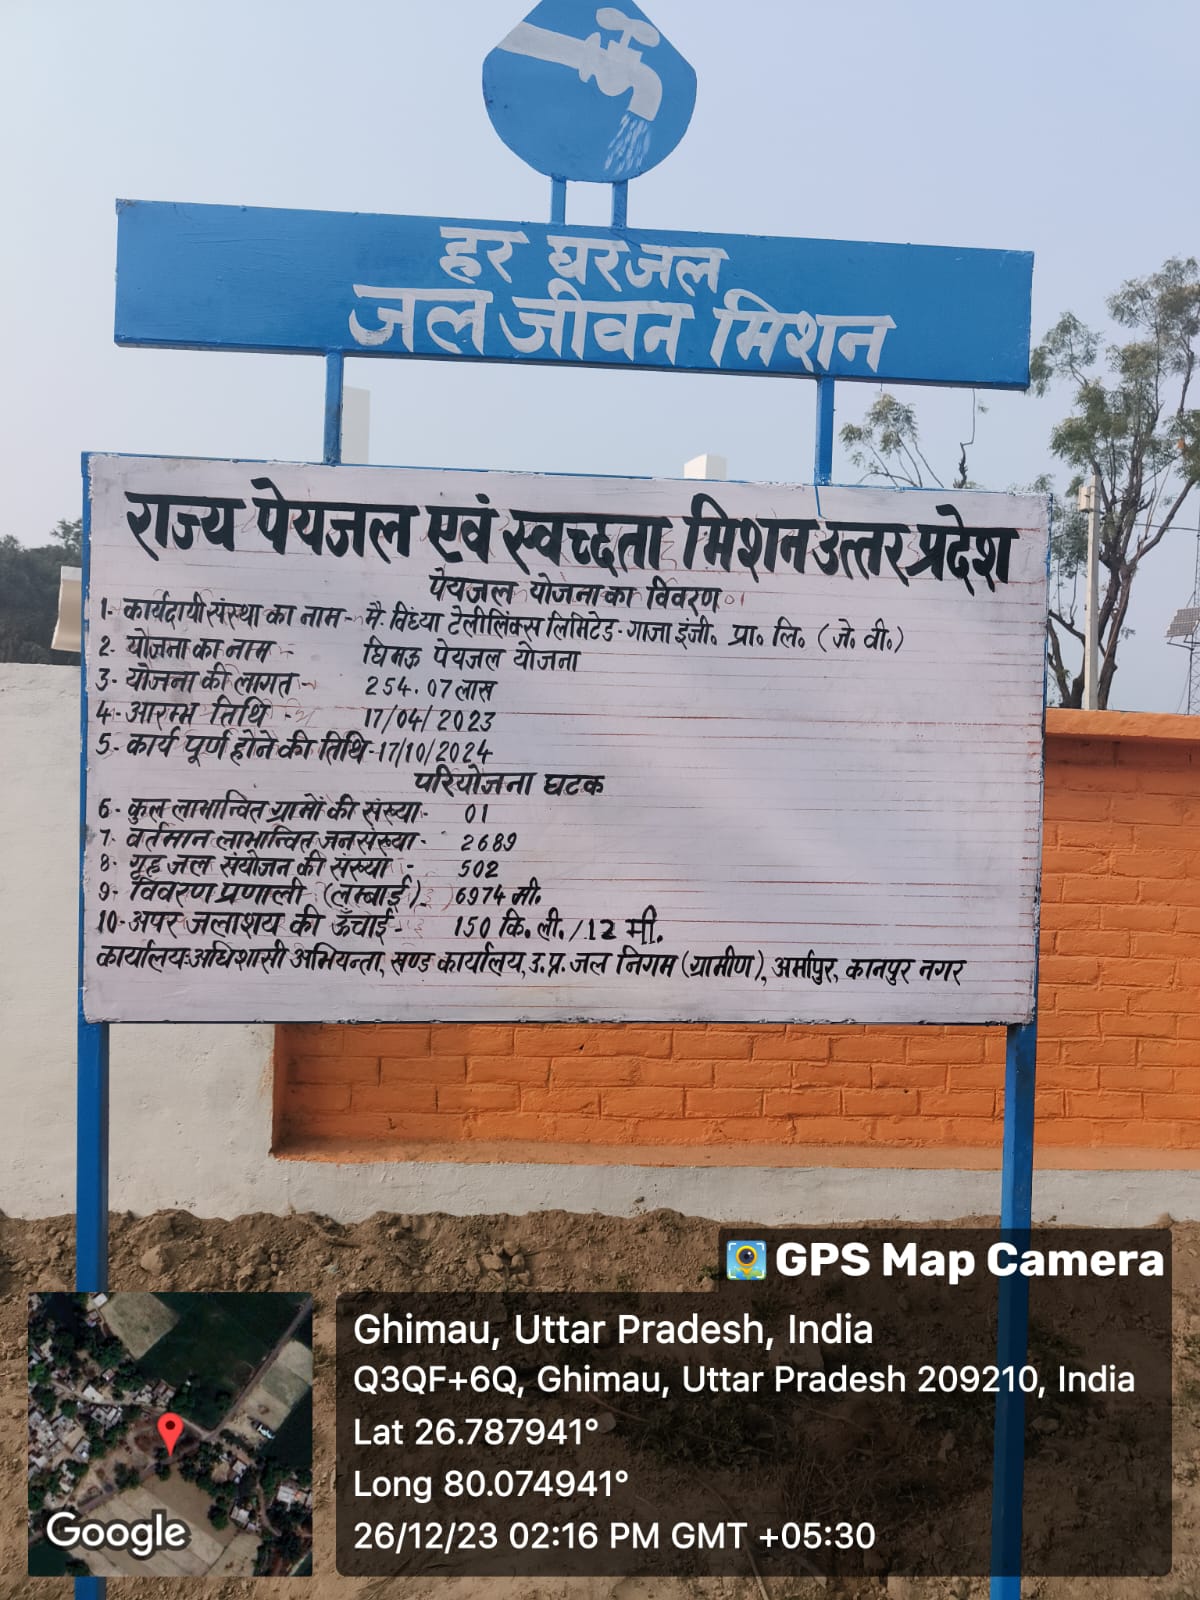 हर घर जल
जल जीवन मिशन
राज्य पेयजल एवं स्वच्छता मिशन उत्तर प्रदेश
पेयजल योजना का विवरण
1- कार्यदायी संस्था का नाम - मै. विंध्या टेलीलिंक्स लिमिटेड - गाजा इंजी. प्रा. लि. (जे. वी.)
2- योजना का नाम - घिमऊ पेयजल योजना
3- योजना की लागत - 254.07 लाख
4- आरम्भ तिथि - 17/04/2023
5- कार्य पूर्ण होने की तिथि - 17/10/2024
परियोजना घटक
6- कुल लाभान्वित ग्रामों की संख्या - 01
7- वर्तमान लाभान्वित जनसंख्या - 2689
8- गृह जल संयोजन की संख्या - 502
9- विवरण प्रणाली (लम्बाई) 6974 मी.
10- अपर जलाशय की ऊँचाई - 150 कि. ली. / 12 मी.
कार्यालय:-अधिशासी अभियन्ता, खण्ड कार्यालय, उ. प्र. जल निगम (ग्रामीण), अर्मापुर, कानपुर नगर
GPS Map Camera
Ghimau, Uttar Pradesh, India
Q3QF+6Q, Ghimau, Uttar Pradesh 209210, India
Lat 26.787941°
Long 80.074941°
26/12/23 02:16 PM GMT +05:30
Google